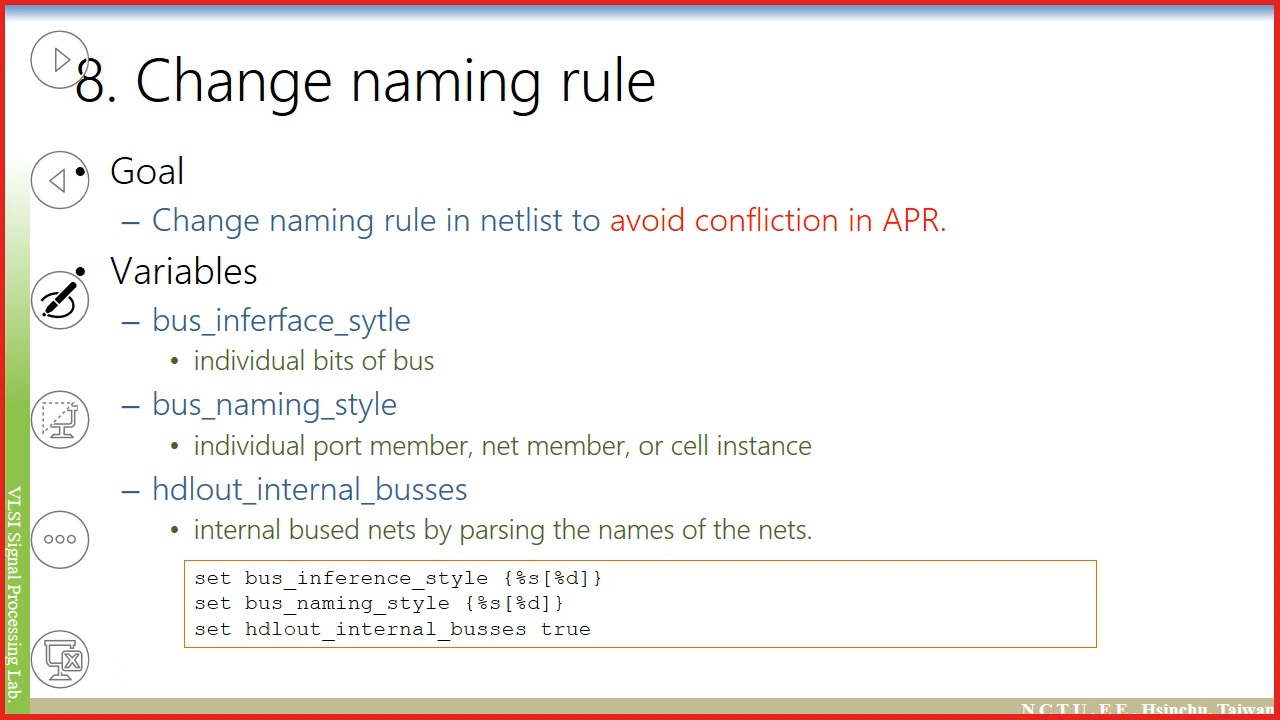 8. Change naming rule
• Goal
– Change naming rule in netlist to avoid confliction in APR.
• Variables
– bus_inferface_sytle
• individual bits of bus
– bus_naming_style
• individual port member, net member, or cell instance
– hdlout_internal_busses
• internal bused nets by parsing the names of the nets.
set bus_inference_style {%s[%d]}
set bus_naming_style {%s[%d]}
set hdlout_internal_busses true
VLSI Signal Processing Lab.
N C T U. E E , Hsinchu, Taiwan